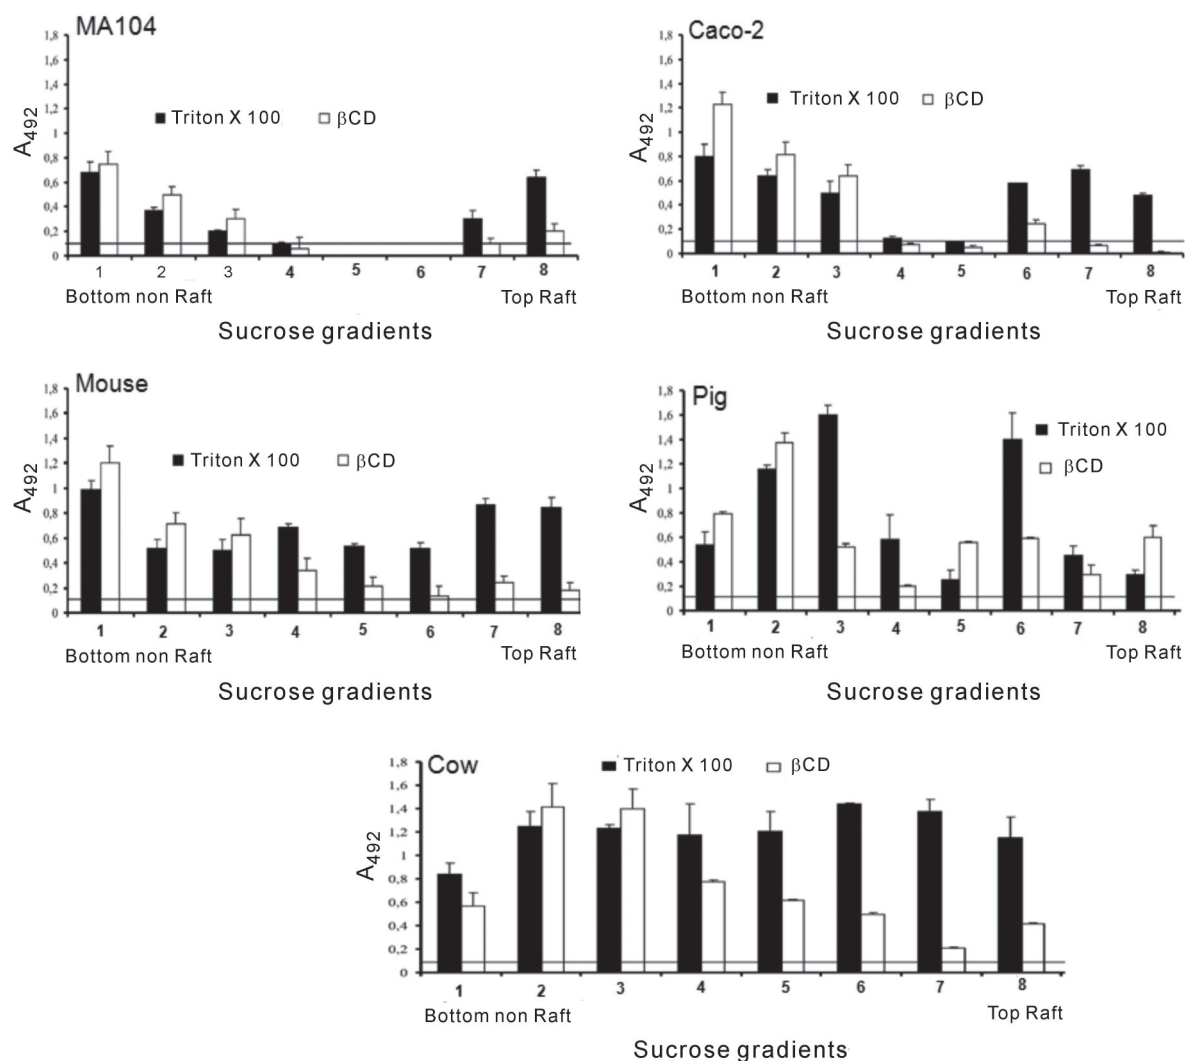 MA104
1,8
1,6
1,4
1,2
1
0,8
0,6
0,4
0,2
0
A492
Triton X 100 βCD
1 2 3 4 5 6 7 8
Bottom non Raft Top Raft
Sucrose gradients
Caco-2
1,8
1,6
1,4
1,2
1
0,8
0,6
0,4
0,2
0
A492
Triton X 100 βCD
1 2 3 4 5 6 7 8
Bottom non Raft Top Raft
Sucrose gradients
Mouse
1,8
1,6
1,4
1,2
1
0,8
0,6
0,4
0,2
0
A492
Triton X 100 βCD
1 2 3 4 5 6 7 8
Bottom non Raft Top Raft
Sucrose gradients
Pig
1,8
1,6
1,4
1,2
1
0,8
0,6
0,4
0,2
0
A492
Triton X 100
βCD
1 2 3 4 5 6 7 8
Bottom non Raft Top Raft
Sucrose gradients
Cow
1,8
1,6
1,4
1,2
1
0,8
0,6
0,4
0,2
0
A492
Triton X 100 βCD
1 2 3 4 5 6 7 8
Bottom non Raft Top Raft
Sucrose gradients